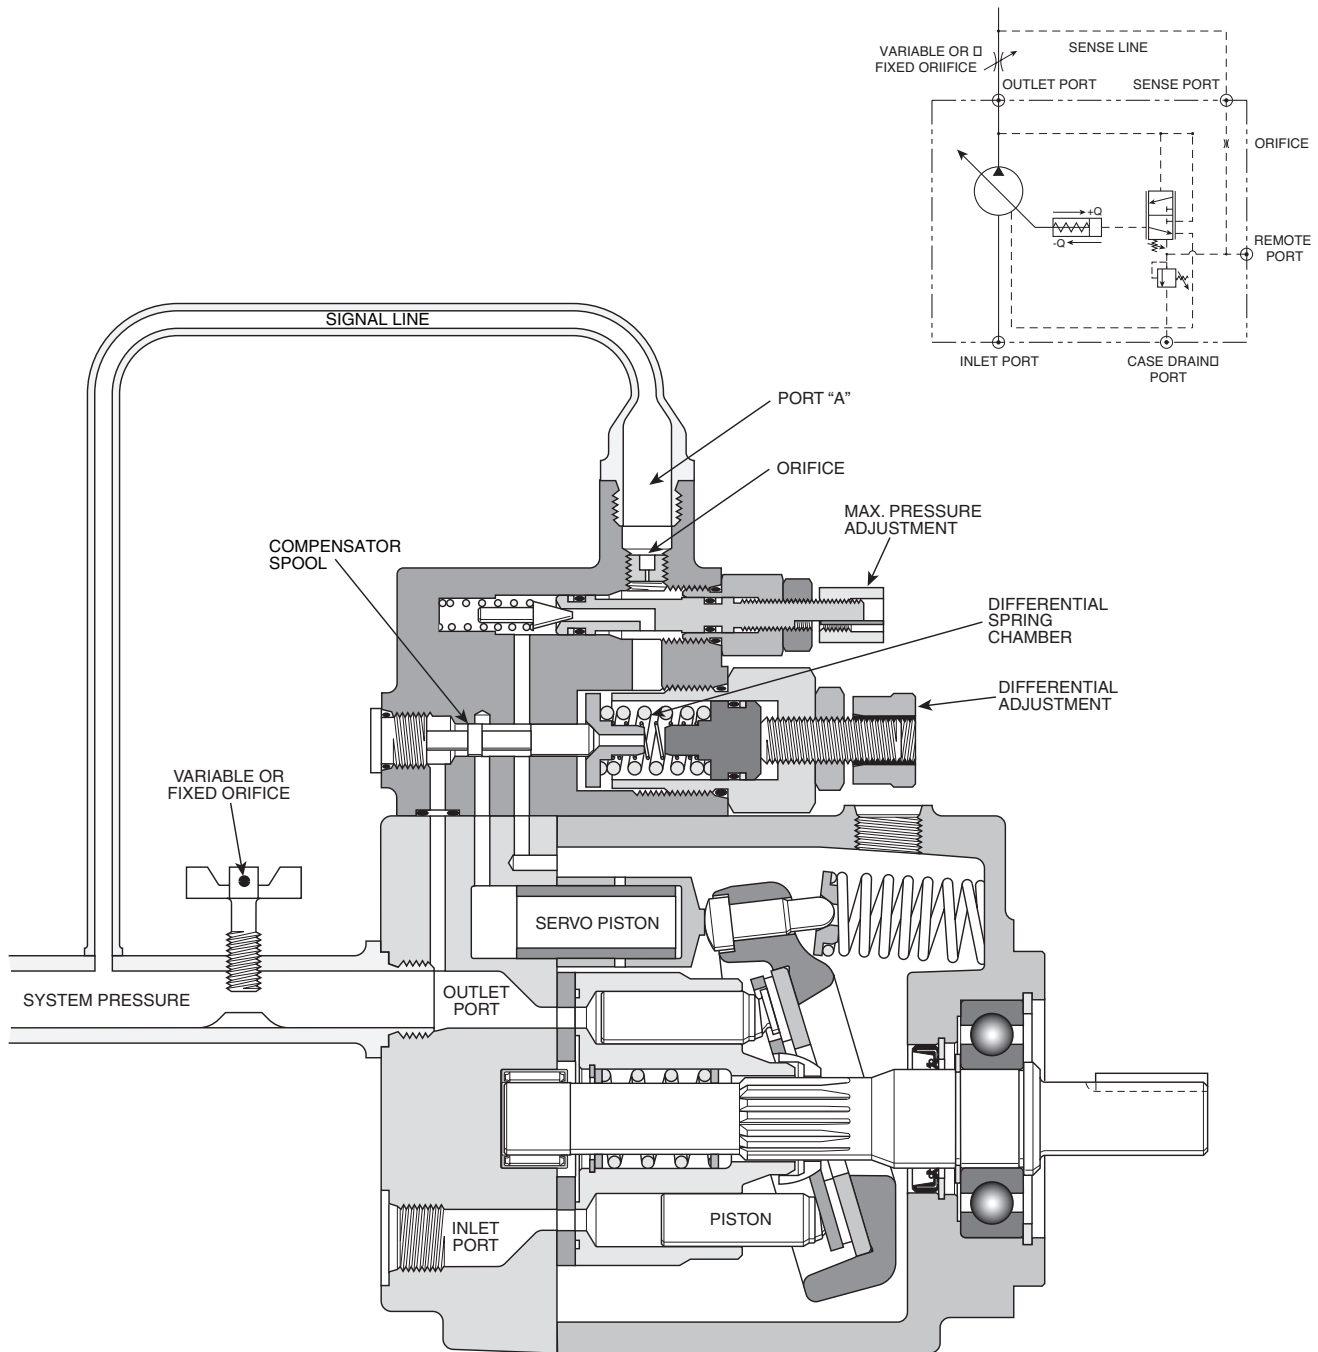 VARIABLE OR □
FIXED ORIIFICE
SENSE LINE
OUTLET PORT
SENSE PORT
ORIFICE
+Q
-Q
REMOTE
PORT
INLET PORT
CASE DRAIN□
PORT
SIGNAL LINE
PORT “A”
ORIFICE
MAX. PRESSURE
ADJUSTMENT
COMPENSATOR
SPOOL
DIFFERENTIAL
SPRING
CHAMBER
DIFFERENTIAL
ADJUSTMENT
VARIABLE OR
FIXED ORIFICE
SERVO PISTON
SYSTEM PRESSURE
OUTLET
PORT
PISTON
INLET
PORT